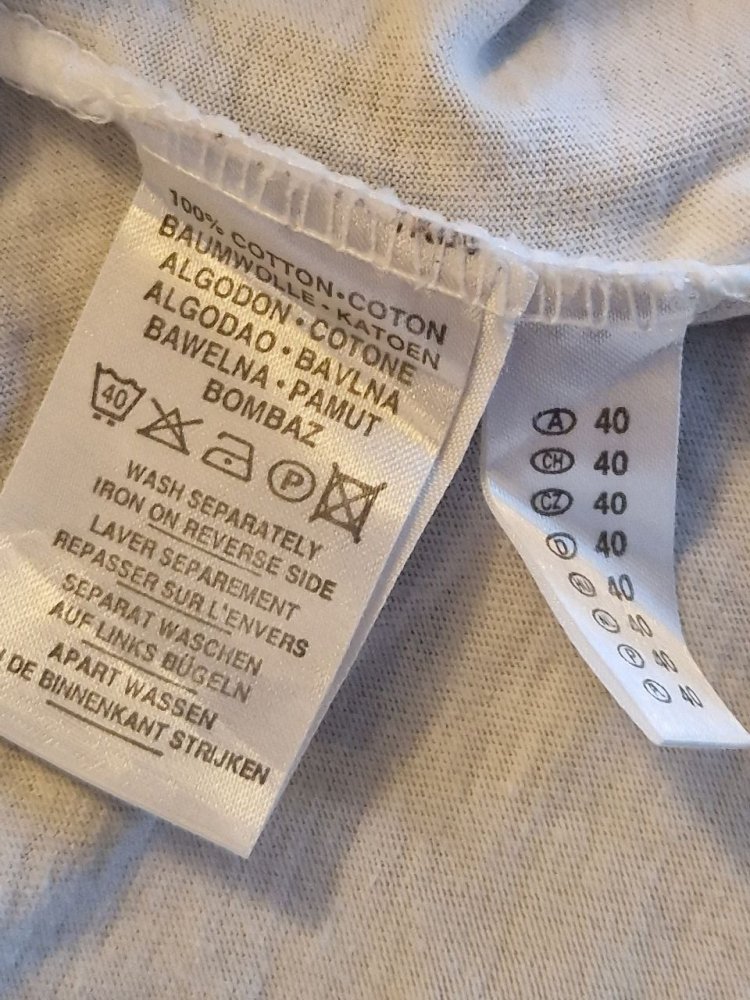 100% COTTON • COTON
BAUMWOLLE - KATOEN
ALGODON • COTONE
ALGODAO • BAVLNA
BAWELNA • PAMUT
BOMBAZ
40 P
WASH SEPARATELY
IRON ON REVERSE SIDE
LAVER SEPAREMENT
REPASSER SUR L'ENVERS
SEPARAT WASCHEN
AUF LINKS BÜGELN
APART WASSEN
DE BINNENKANT STRIJKEN
A 40
CH 40
CZ 40
D 40
40
40
P 40
40